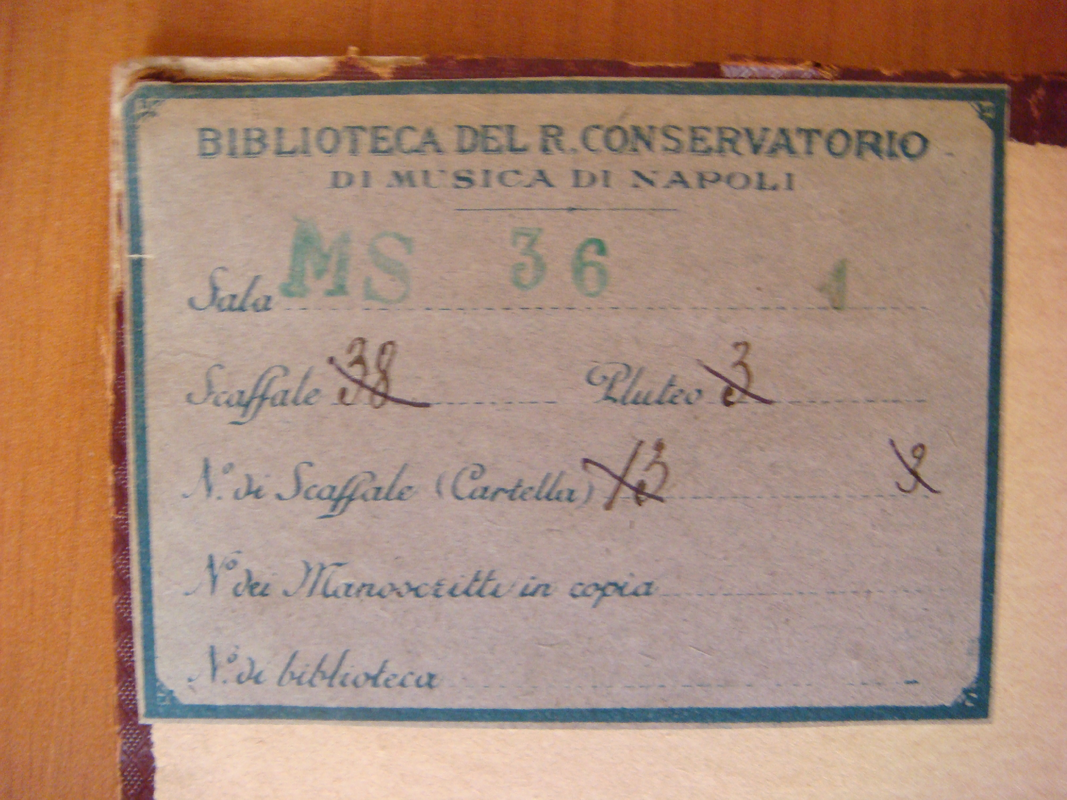 BIBLIOTECA DEL R. CONSERVATORIO
DI MUSICA DI NAPOLI
Sala MS 36 1
Scaffale 38 Pluteo 3
N.º di Scaffale (Cartella) 13
Nº dei Manoscritti in copia
N.º di biblioteca